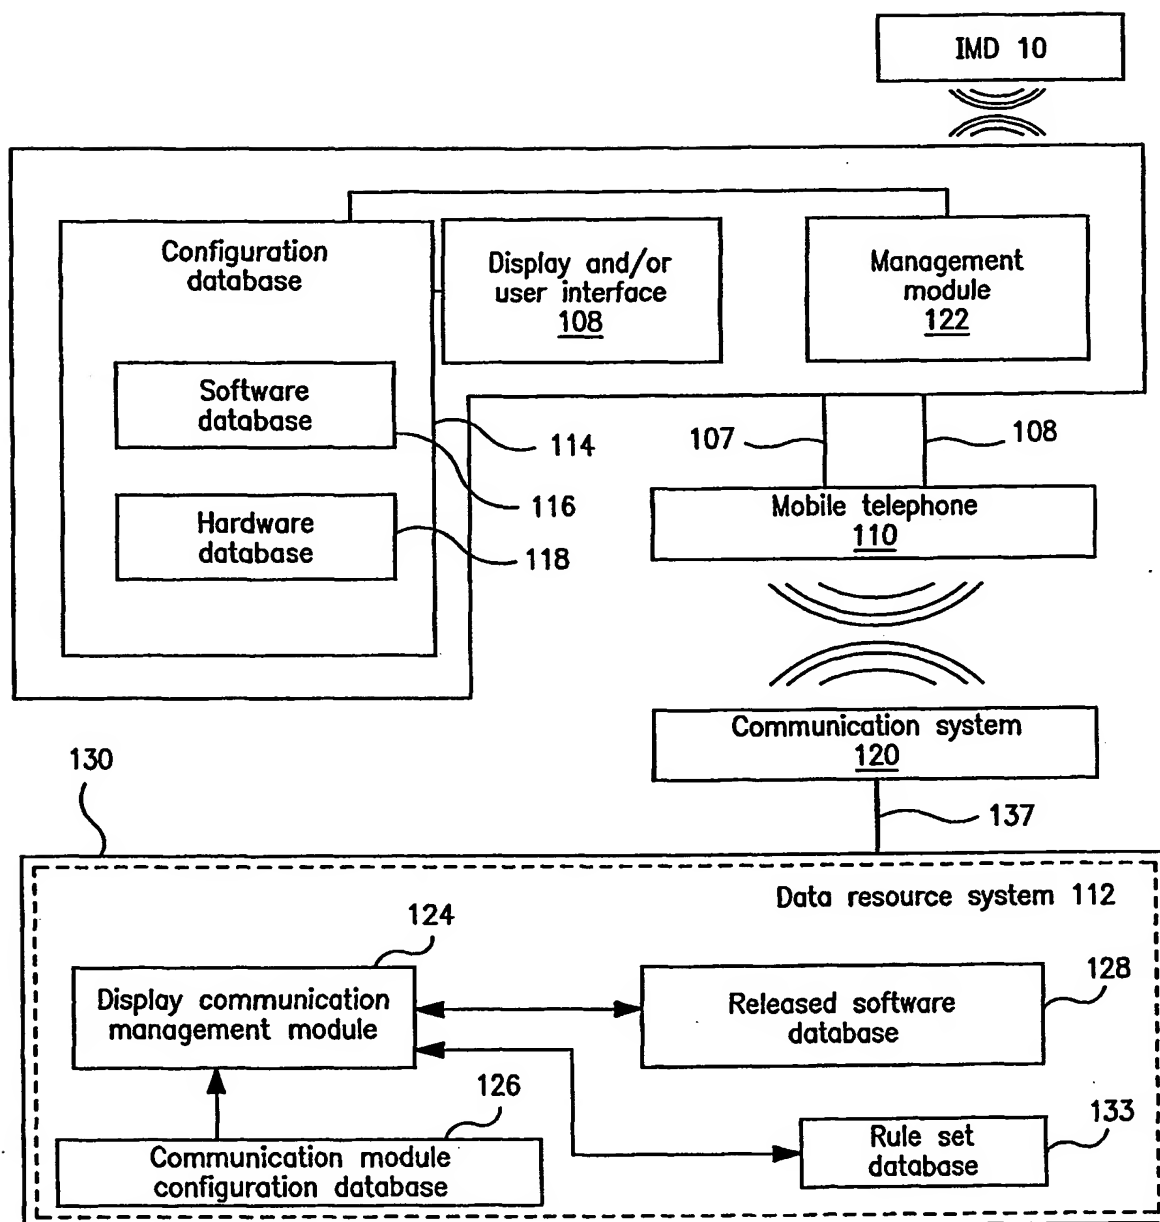 IMD 10
Configuration
database
Display and/or
user interface
108
Management
module
122
Software
database
Hardware
database
114
116
118
107
108
Mobile telephone
110
Communication system
120
137
130
Data resource system 112
124
Display communication
management module
128
Released software
database
126
Communication module
configuration database
133
Rule set
database